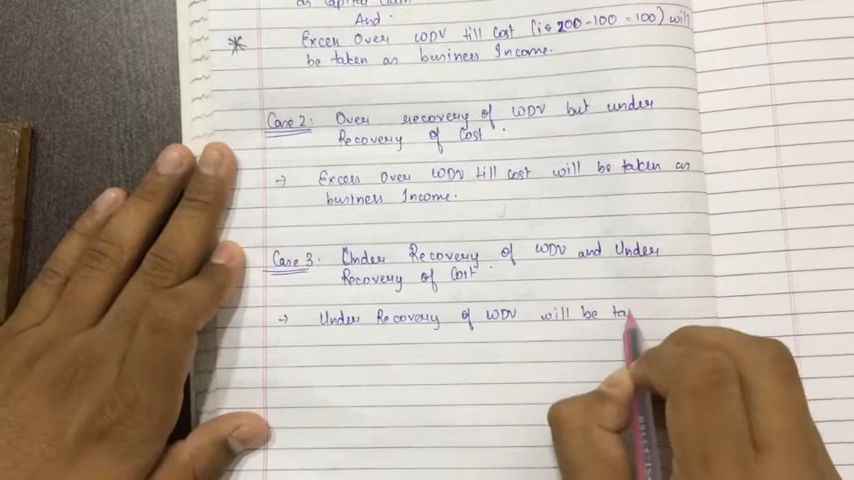 as Capital
And
* Excess Over WDV till Cost (i.e 200 - 100 = 100) will
be taken as business Income.
Case 2: Over recovery of WDV but under
Recovery of Cost.
→ Excess Over WDV till cost will be taken as
business Income.
Case 3. Under Recovery of WDV and Under
Recovery of Cost.
→ Under Recovery of WDV will be ta